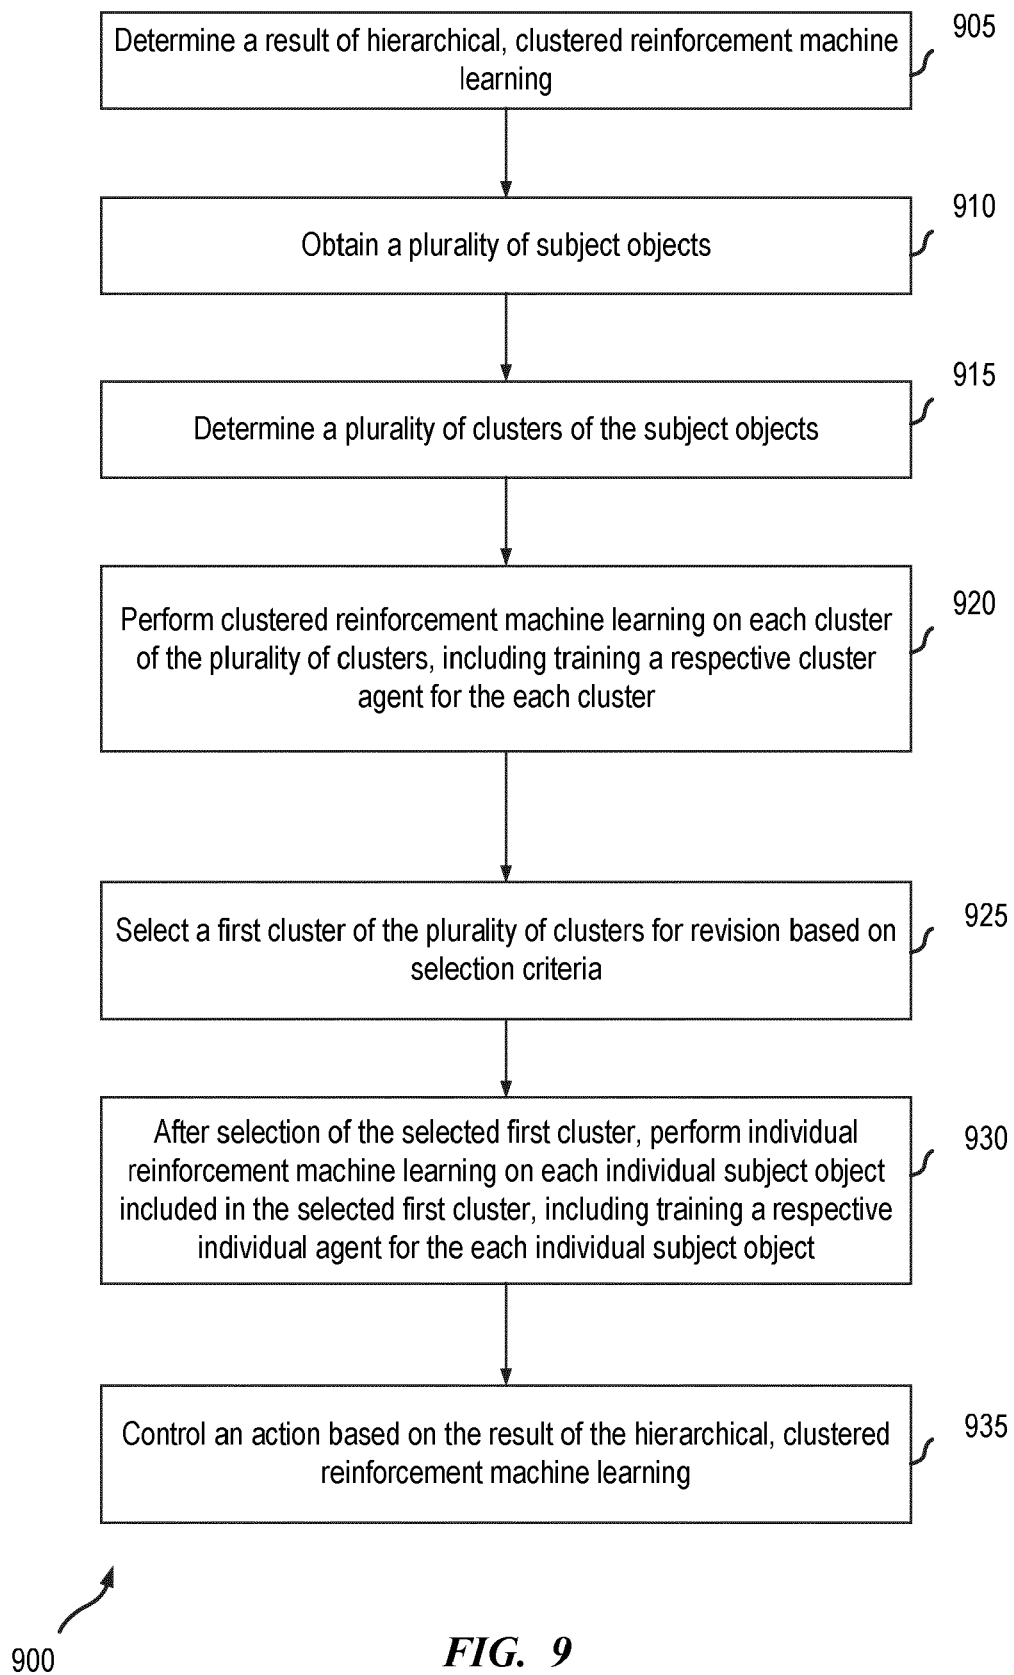 Determine a result of hierarchical, clustered reinforcement machine
learning
905
Obtain a plurality of subject objects
910
Determine a plurality of clusters of the subject objects
915
Perform clustered reinforcement machine learning on each cluster
of the plurality of clusters, including training a respective cluster
agent for the each cluster
920
Select a first cluster of the plurality of clusters for revision based on
selection criteria
925
After selection of the selected first cluster, perform individual
reinforcement machine learning on each individual subject object
included in the selected first cluster, including training a respective
individual agent for the each individual subject object
930
Control an action based on the result of the hierarchical, clustered
reinforcement machine learning
935
900
FIG. 9